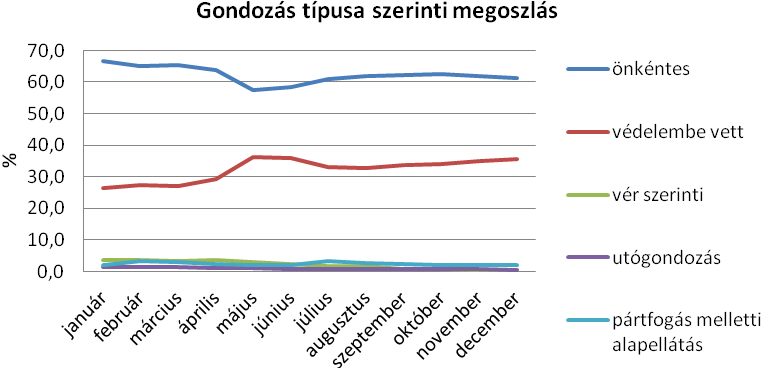 Gondozás típusa szerinti megoszlás
70,0
60,0
50,0
40,0
30,0
20,0
10,0
0,0
%
január
február
március
április
május
június
július
augusztus
szeptember
október
november
december
önkéntes
védelembe vett
vér szerinti
utógondozás
pártfogás melletti
alapellátás